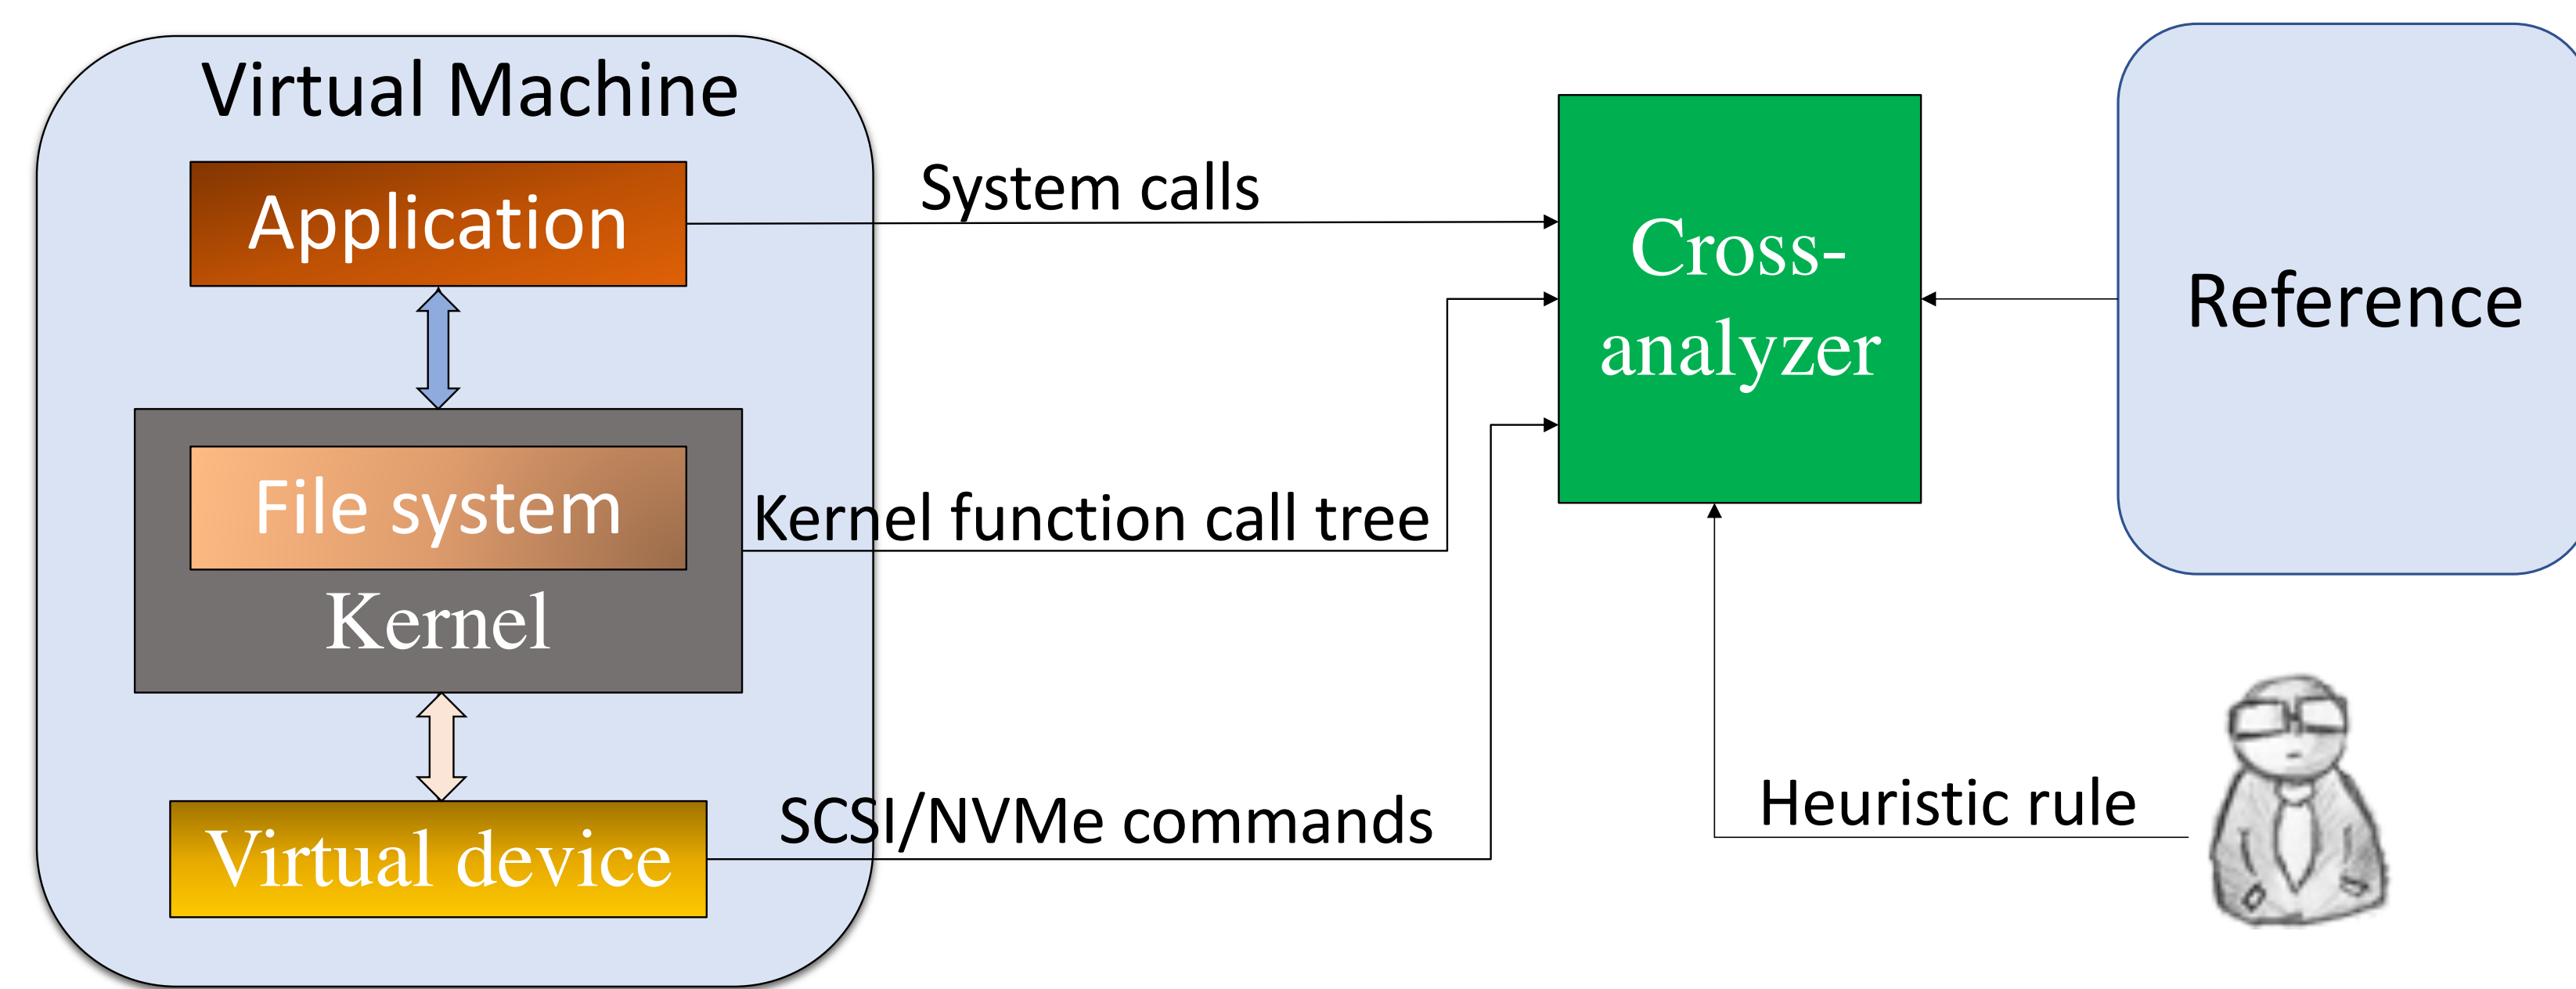 Virtual Machine
Application
File system
Kernel
Virtual device
System calls
Kernel function call tree
SCSI/NVMe commands
Cross-
analyzer
Reference
Heuristic rule